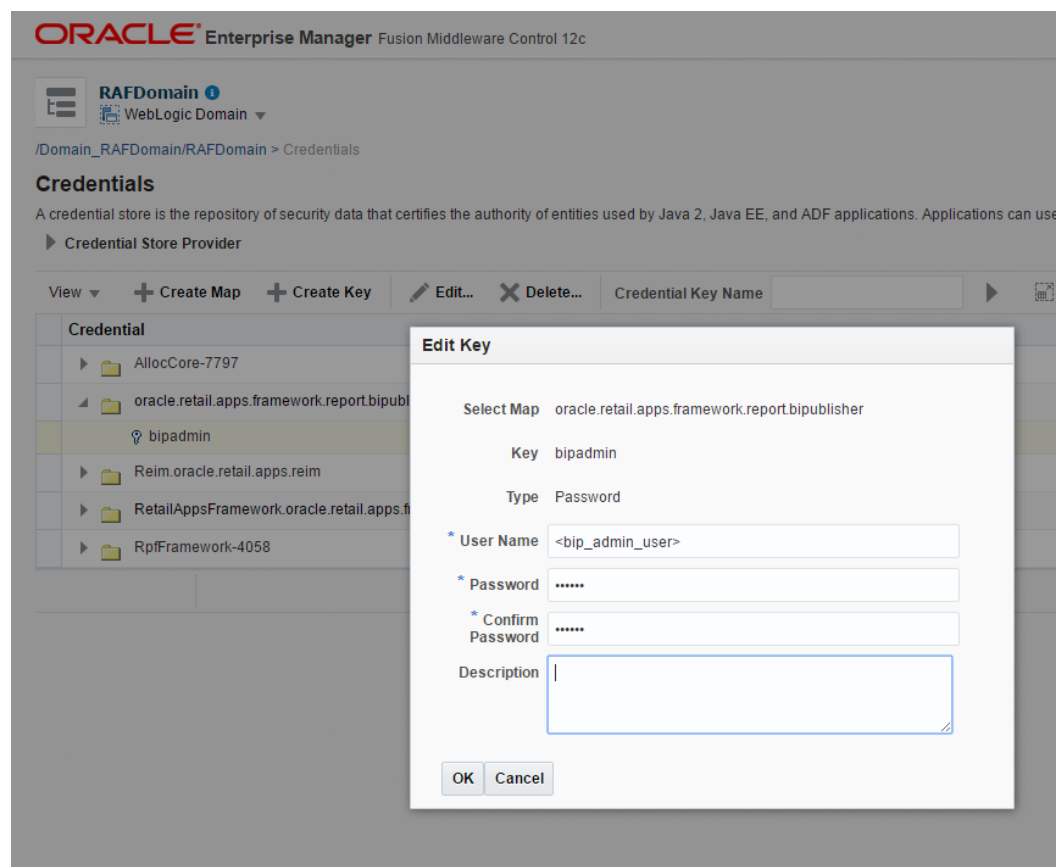 ORACLE Enterprise Manager Fusion Middleware Control 12c
RAFDomain
WebLogic Domain
/Domain_RAFDomain/RAFDomain > Credentials
Credentials
A credential store is the repository of security data that certifies the authority of entities used by Java 2, Java EE, and ADF applications. Applications can use
Credential Store Provider
View Create Map Create Key Edit... Delete... Credential Key Name
Credential
AllocCore-7797
oracle.retail.apps.framework.report.bipubl
bipadmin
Reim.oracle.retail.apps.reim
RetailAppsFramework.oracle.retail.apps.f
RpfFramework-4058
Edit Key
Select Map oracle.retail.apps.framework.report.bipublisher
Key bipadmin
Type Password
* User Name <bip_admin_user>
* Password ••••••
* Confirm
Password ••••••
Description
OK Cancel